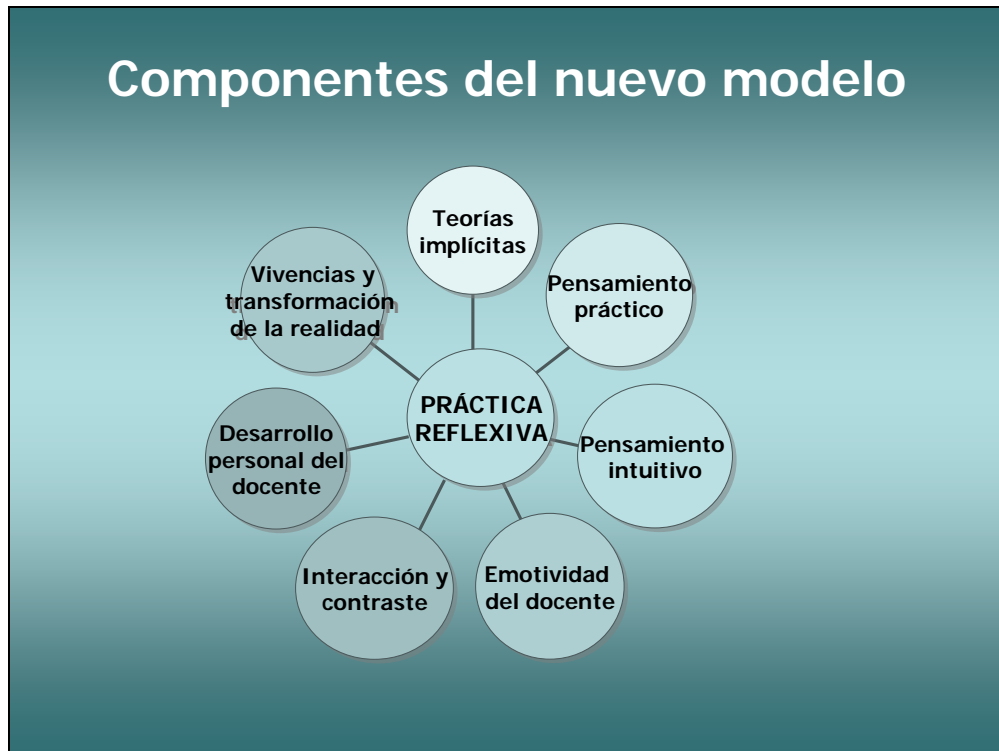 Componentes del nuevo modelo
Teorías
implícitas
Pensamiento
práctico
Pensamiento
intuitivo
Emotividad
del docente
Interacción y
contraste
Desarrollo
personal del
docente
Vivencias y
transformación
de la realidad
PRÁCTICA
REFLEXIVA